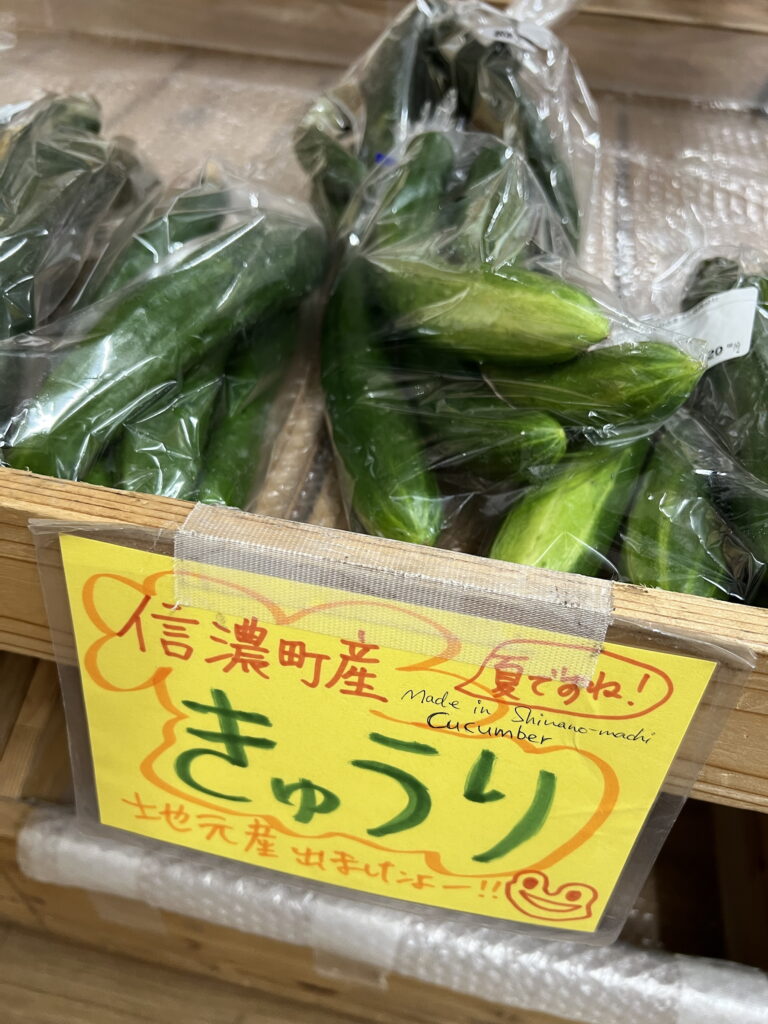 信濃町産
夏ですね!
Made in Shinano-machi
Cucumber
きゅうり
地元産出ましたよー!!
20